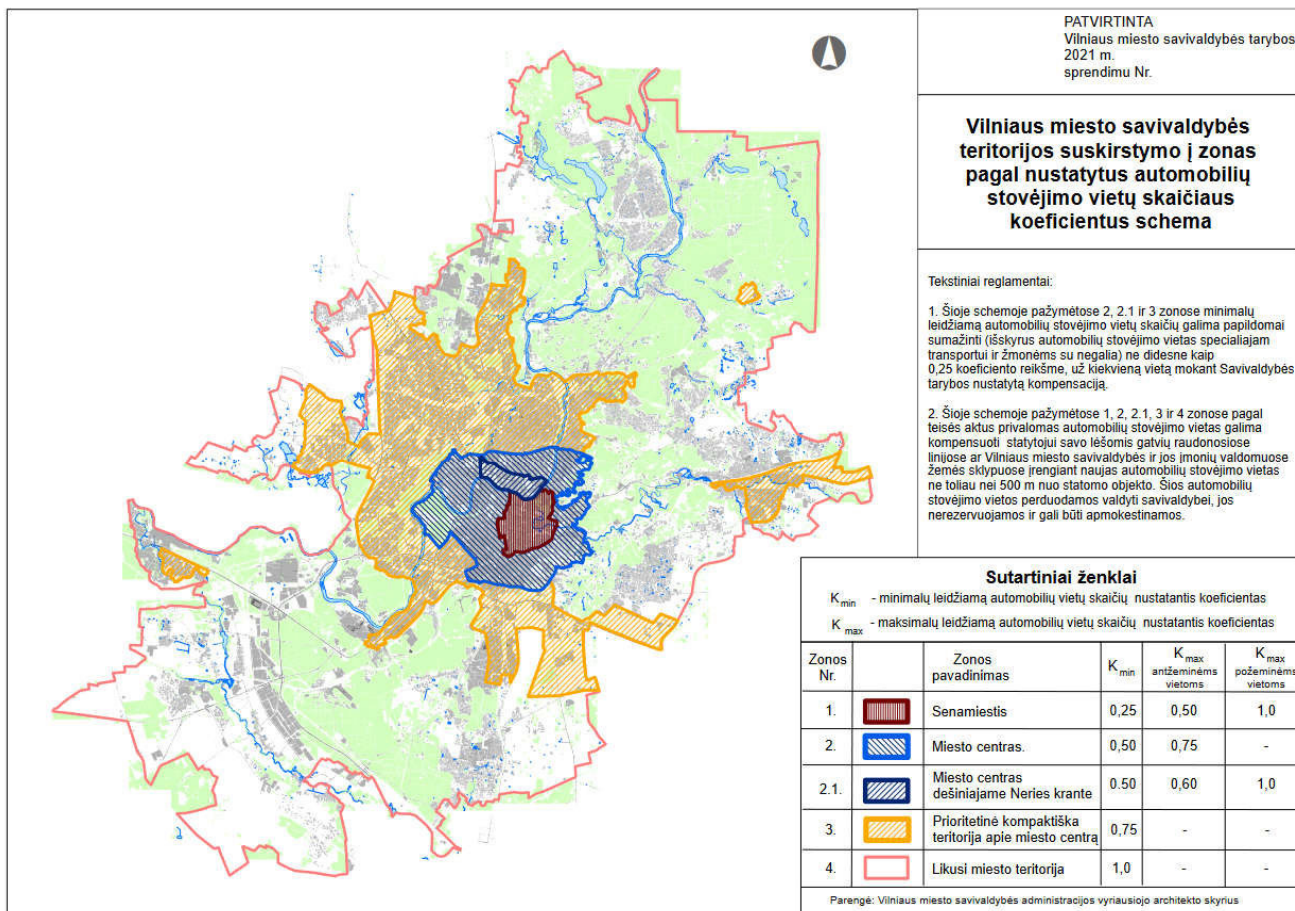 PATVIRTINTA
Vilniaus miesto savivaldybės tarybos
2021 m.
sprendimu Nr.
Vilniaus miesto savivaldybės
teritorijos suskirstymo į zonas
pagal nustatytus automobilių
stovėjimo vietų skaičiaus
koeficientus schema
Tekstiniai reglamentai:
1. Šioje schemoje pažymėtose 2, 2.1 ir 3 zonose minimalų
leidžiamą automobilių stovėjimo vietų skaičių galima papildomai
sumažinti (išskyrus automobilių stovėjimo vietas specialiajam
transportui ir žmonėms su negalia) ne didesne kaip
0,25 koeficiento reikšme, už kiekvieną vietą mokant Savivaldybės
tarybos nustatytą kompensaciją.
2. Šioje schemoje pažymėtose 1, 2, 2.1, 3 ir 4 zonose pagal
teisės aktus privalomas automobilių stovėjimo vietas galima
kompensuoti statytojui savo lėšomis gatvių raudonosiose
linijose ar Vilniaus miesto savivaldybė ir jos įmonių valdomuose
žemės sklypuose įrengiant naujas automobilių stovėjimo vietas
ne toliau nei 500 m nuo statomo objekto. Šios automobilių
stovėjimo vietos perduodamos valdyti savivaldybei, jos
nerezervuojamos ir gali būti apmokestinamos.
Sutartiniai ženklai
K min - minimalų leidžiamą automobilių vietų skaičių nustatantis koeficientas
K max - maksimalų leidžiamą automobilių vietų skaičių nustatantis koeficientas
Zonos Nr. Zonos pavadinimas K min K max antžeminėms vietoms K max požeminėms vietoms
1. Senamiestis 0,25 0,50 1,0
2. Miesto centras. 0,50 0,75 -
2.1. Miesto centras dešiniajame Neries krante 0.50 0,60 1,0
3. Prioritetinė kompaktiška teritorija apie miesto centrą 0,75 - -
4. Likusi miesto teritorija 1,0 - -
Parengė: Vilniaus miesto savivaldybės administracijos vyriausiojo architekto skyrius